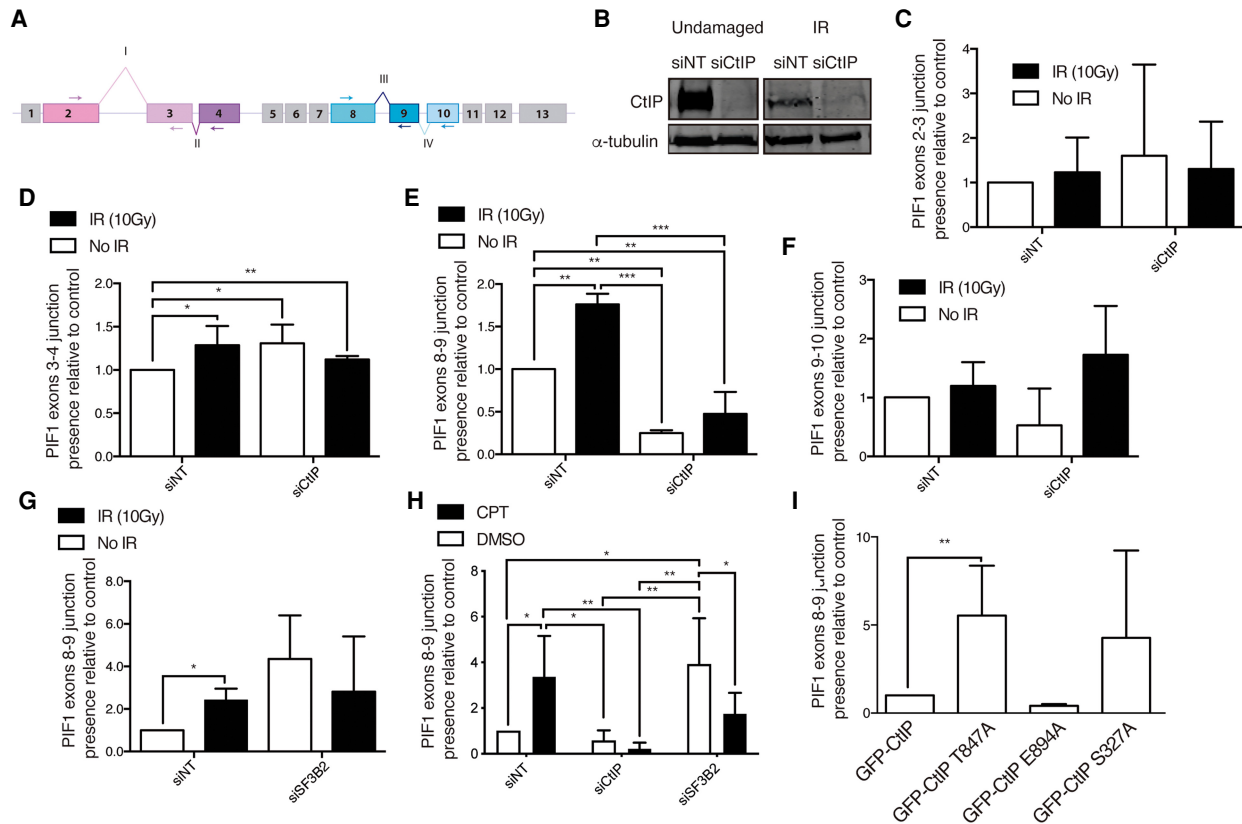 A
I
III
1 2 3 4 5 6 7 8 9 10 11 12 13
II
IV
B
Undamaged IR
siNT siCtIP siNT siCtIP
CtIP
α-tubulin
C
IR (10Gy)
No IR
PIF1 exons 2-3 junction
presence relative to control
4
3
2
1
0
siNT
siCtIP
D
IR (10Gy)
No IR
PIF1 exons 3-4 junction
presence relative to control
2.0
1.5
1.0
0.5
0.0
**
*
*
siNT
siCtIP
E
IR (10Gy)
No IR
PIF1 exons 8-9 junction
presence relative to control
2.0
1.5
1.0
0.5
0.0
***
**
**
** ***
siNT
siCtIP
F
IR (10Gy)
No IR
PIF1 exons 9-10 junction
presence relative to control
3
2
1
0
siNT
siCtIP
G
IR (10Gy)
No IR
PIF1 exons 8-9 junction
presence relative to control
8.0
6.0
4.0
2.0
0.0
*
siNT
siSF3B2
H
CPT
DMSO
PIF1 exons 8-9 junction
presence relative to control
8
6
4
2
0
*
** *
**
**
* *
siNT
siCtIP
siSF3B2
I
PIF1 exons 8-9 junction
presence relative to control
10
5
0
**
GFP-CtIP
GFP-CtIP T847A
GFP-CtIP E894A
GFP-CtIP S327A